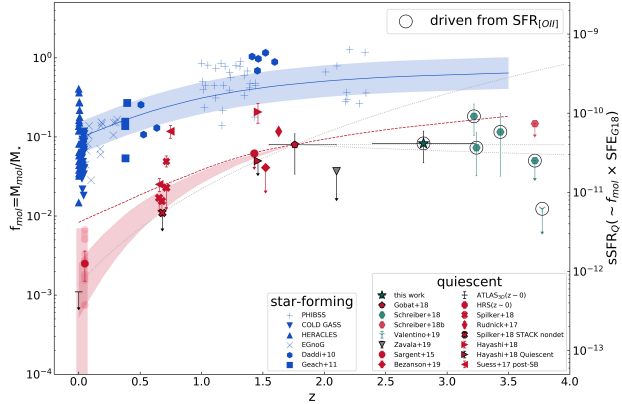 driven from SFR[OII]
10⁰
10⁻¹
10⁻²
10⁻³
10⁻⁴
10⁻⁹
10⁻¹⁰
10⁻¹¹
10⁻¹²
10⁻¹³
f_mol=M_mol/M⋆
sSFR_Q( ~ f_mol × SFE_G18)
star-forming
PHIBSS
COLD GASS
HERACLES
EGNoG
Daddi+10
Geach+11
quiescent
this work
Gobat+18
Schreiber+18
Schreiber+18b
Valentino+19
Zavala+19
Sargent+15
Bezanson+19
ATLAS3D(z~0)
HRS(z~0)
Spilker+18
Rudnick+17
Spilker+18 STACK nondet
Hayashi+18
Hayashi+18 Quiescent
Suess+17 post-SB
0.0 0.5 1.0 1.5 2.0 2.5 3.0 3.5 4.0
z